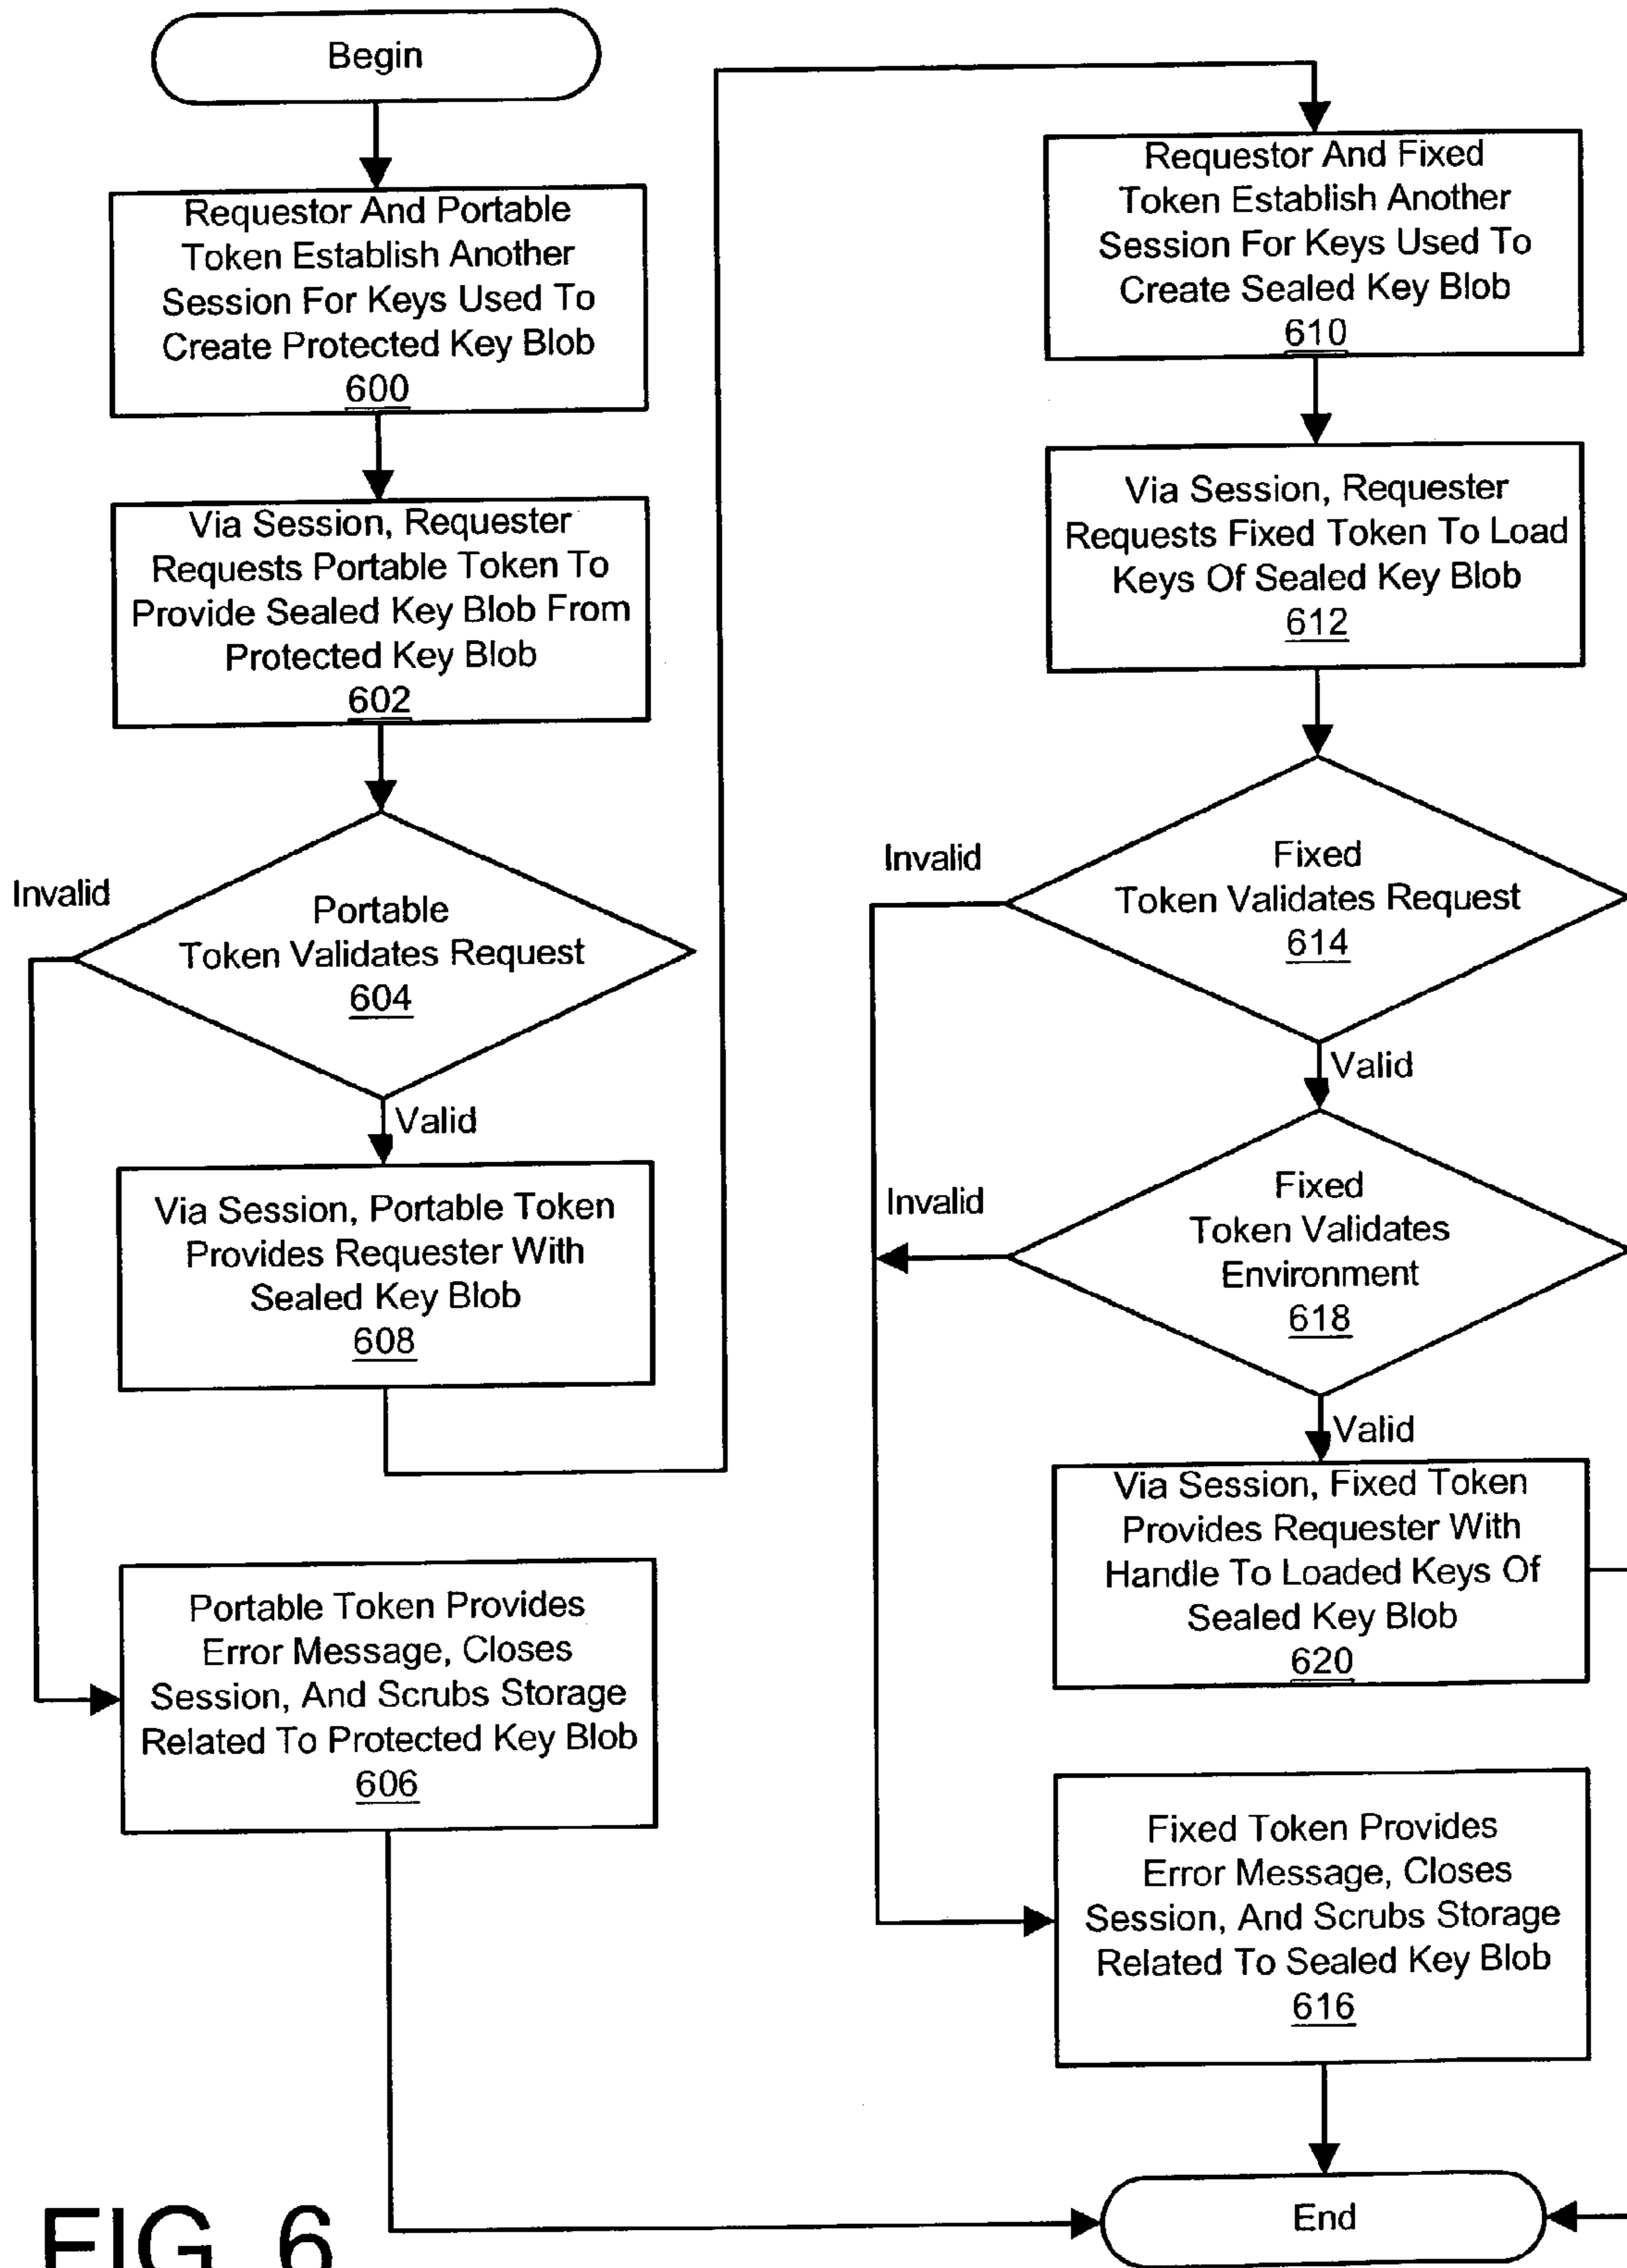 Begin
Requestor And Portable
Token Establish Another
Session For Keys Used To
Create Protected Key Blob
600
Via Session, Requester
Requests Portable Token To
Provide Sealed Key Blob From
Protected Key Blob
602
Invalid
Portable
Token Validates Request
604
Valid
Via Session, Portable Token
Provides Requester With
Sealed Key Blob
608
Portable Token Provides
Error Message, Closes
Session, And Scrubs Storage
Related To Protected Key Blob
606
Requestor And Fixed
Token Establish Another
Session For Keys Used To
Create Sealed Key Blob
610
Via Session, Requester
Requests Fixed Token To Load
Keys Of Sealed Key Blob
612
Invalid
Fixed
Token Validates Request
614
Valid
Invalid
Fixed
Token Validates
Environment
618
Valid
Via Session, Fixed Token
Provides Requester With
Handle To Loaded Keys Of
Sealed Key Blob
620
Fixed Token Provides
Error Message, Closes
Session, And Scrubs Storage
Related To Sealed Key Blob
616
End
FIG. 6